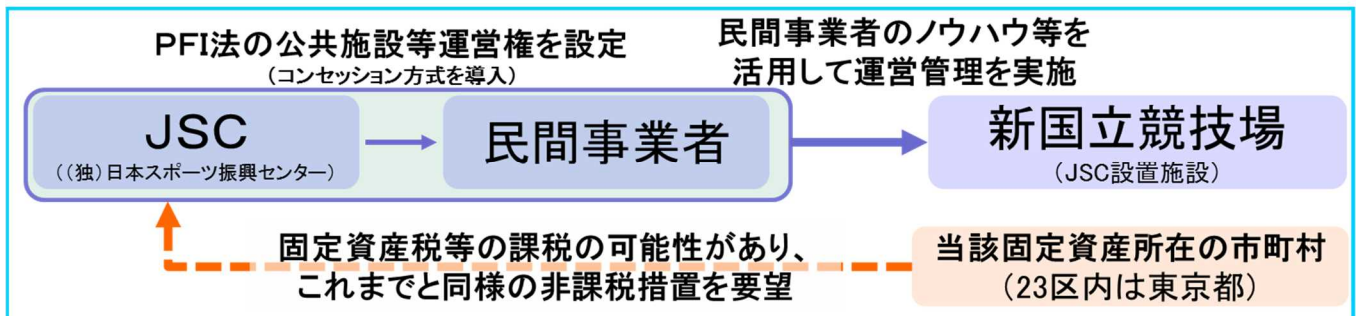 PFI法の公共施設等運営権を設定
（コンセッション方式を導入）
民間事業者のノウハウ等を
活用して運営管理を実施
JSC
（（独）日本スポーツ振興センター）
民間事業者
新国立競技場
（JSC設置施設）
固定資産税等の課税の可能性があり、
これまでと同様の非課税措置を要望
当該固定資産所在の市町村
（23区内は東京都）